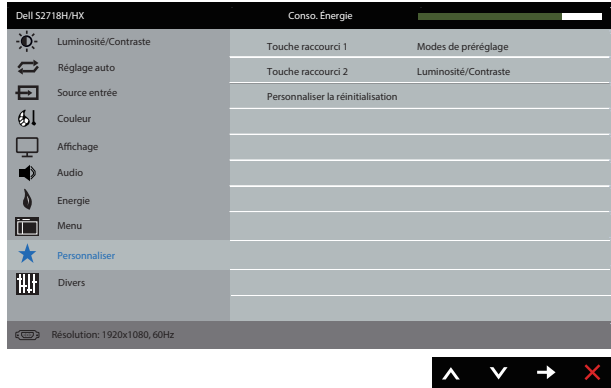 Dell S2718H/HX
Conso. Énergie
Luminosité/Contraste
Réglage auto
Source entrée
Couleur
Affichage
Audio
Energie
Menu
Personnaliser
Divers
Touche raccourci 1 Modes de préréglage
Touche raccourci 2 Luminosité/Contraste
Personnaliser la réinitialisation
Résolution: 1920x1080, 60Hz